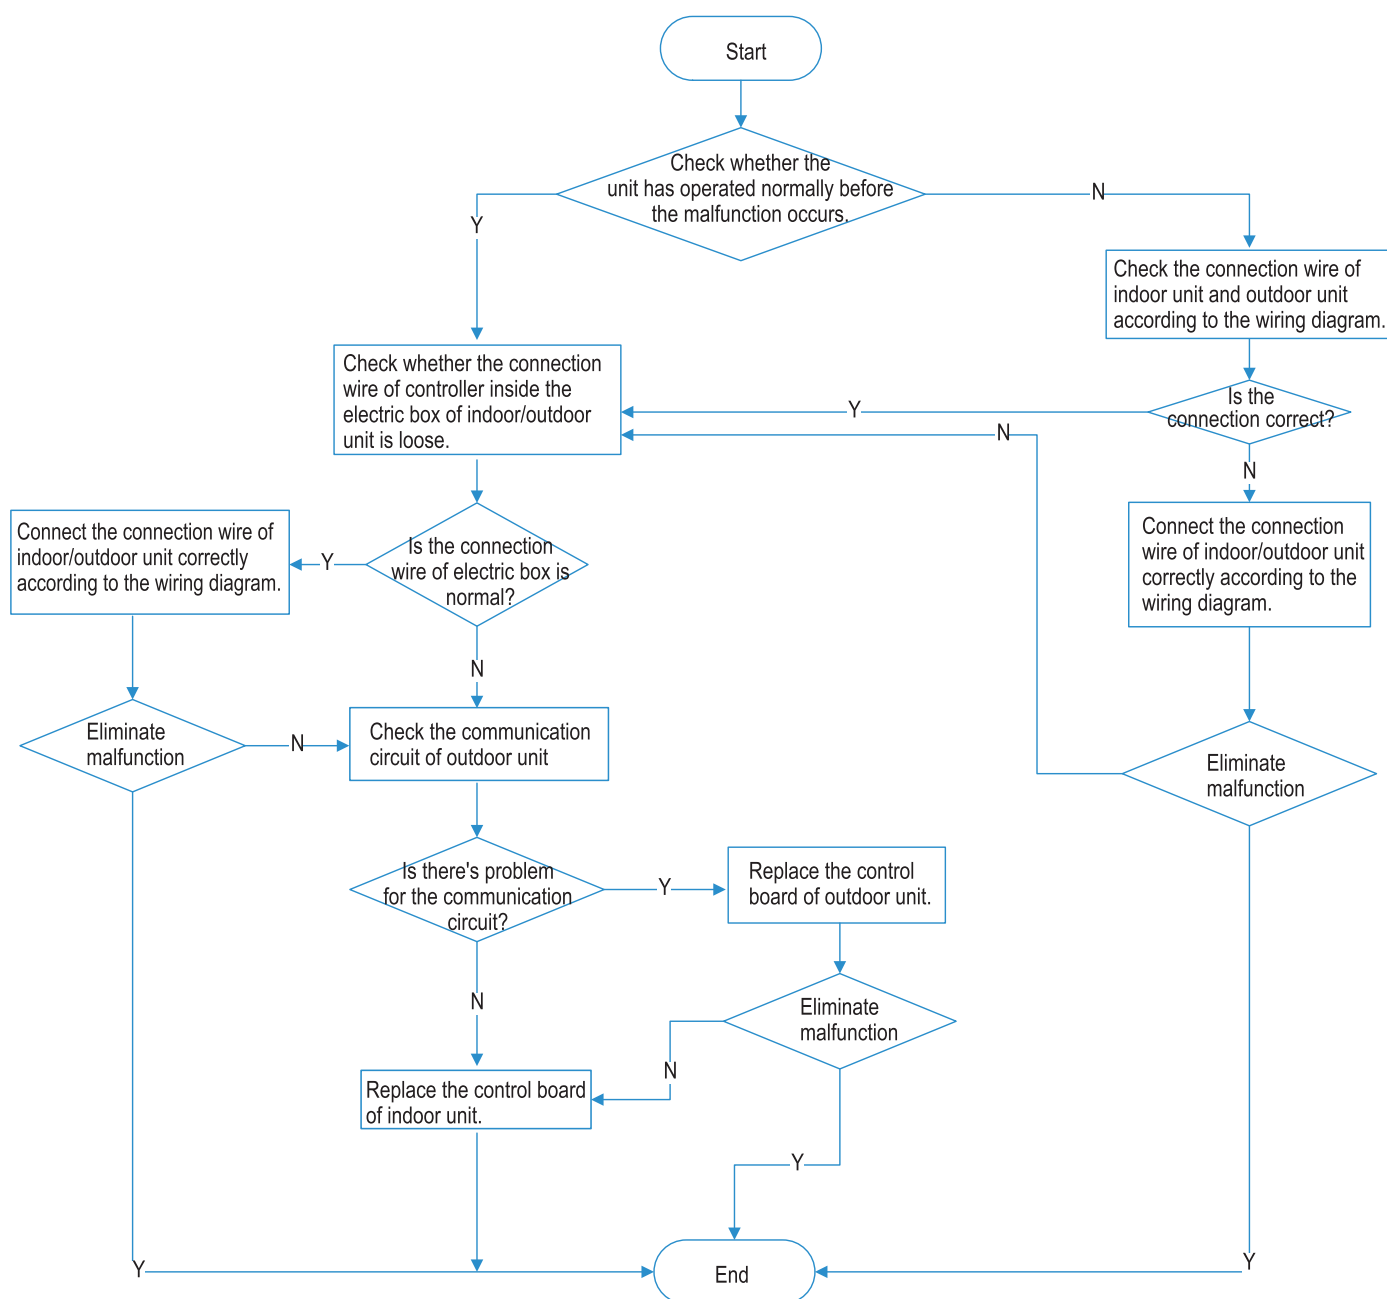 Start
Check whether the
unit has operated normally before
the malfunction occurs.
Y
N
Check the connection wire of
indoor unit and outdoor unit
according to the wiring diagram.
Check whether the connection
wire of controller inside the
electric box of indoor/outdoor
unit is loose.
Y
Is the
connection correct?
N
N
Connect the connection wire of
indoor/outdoor unit correctly
according to the wiring diagram.
Y
Is the connection
wire of electric box is
normal?
Connect the connection
wire of indoor/outdoor unit
correctly according to the
wiring diagram.
N
Eliminate
malfunction
N
Check the communication
circuit of outdoor unit
Eliminate
malfunction
Is there's problem
for the communication
circuit?
Y
Replace the control
board of outdoor unit.
N
Eliminate
malfunction
N
Replace the control board
of indoor unit.
Y
Y
End
Y